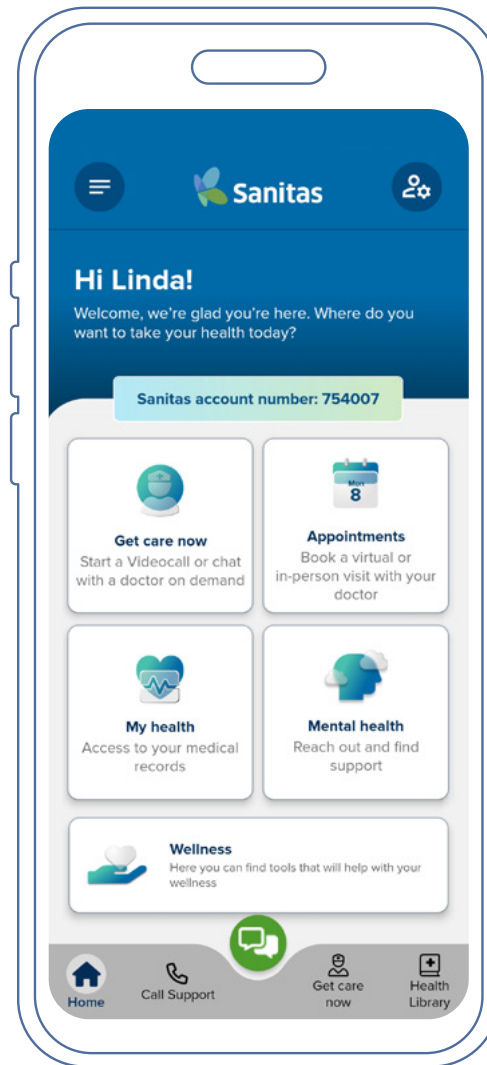 Sanitas
Hi Linda!
Welcome, we're glad you're here. Where do you
want to take your health today?
Sanitas account number: 754007
Get care now
Start a Videocall or chat
with a doctor on demand
Mon
8
Appointments
Book a virtual or
in-person visit with your
doctor
My health
Access to your medical
records
Mental health
Reach out and find
support
Wellness
Here you can find tools that will help with your
wellness
Home
Call Support
Get care
now
Health
Library